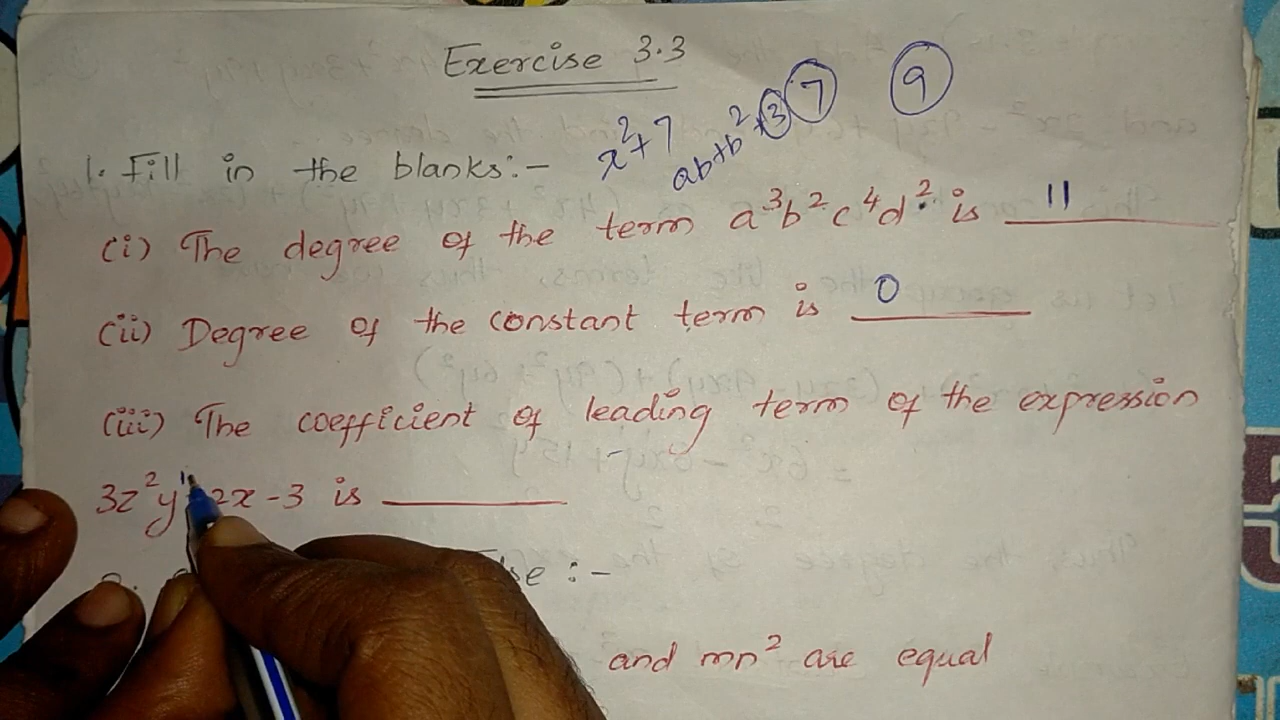 Exercise 3.3
x²+7
ab+b²+3
7
9
1. Fill in the blanks:-
(i) The degree of the term a³b²c⁴d² is 11
(ii) Degree of the constant term is 0
(iii) The coefficient of leading term of the expression
3z²y 2x-3 is ______
:-
and mn² are equal